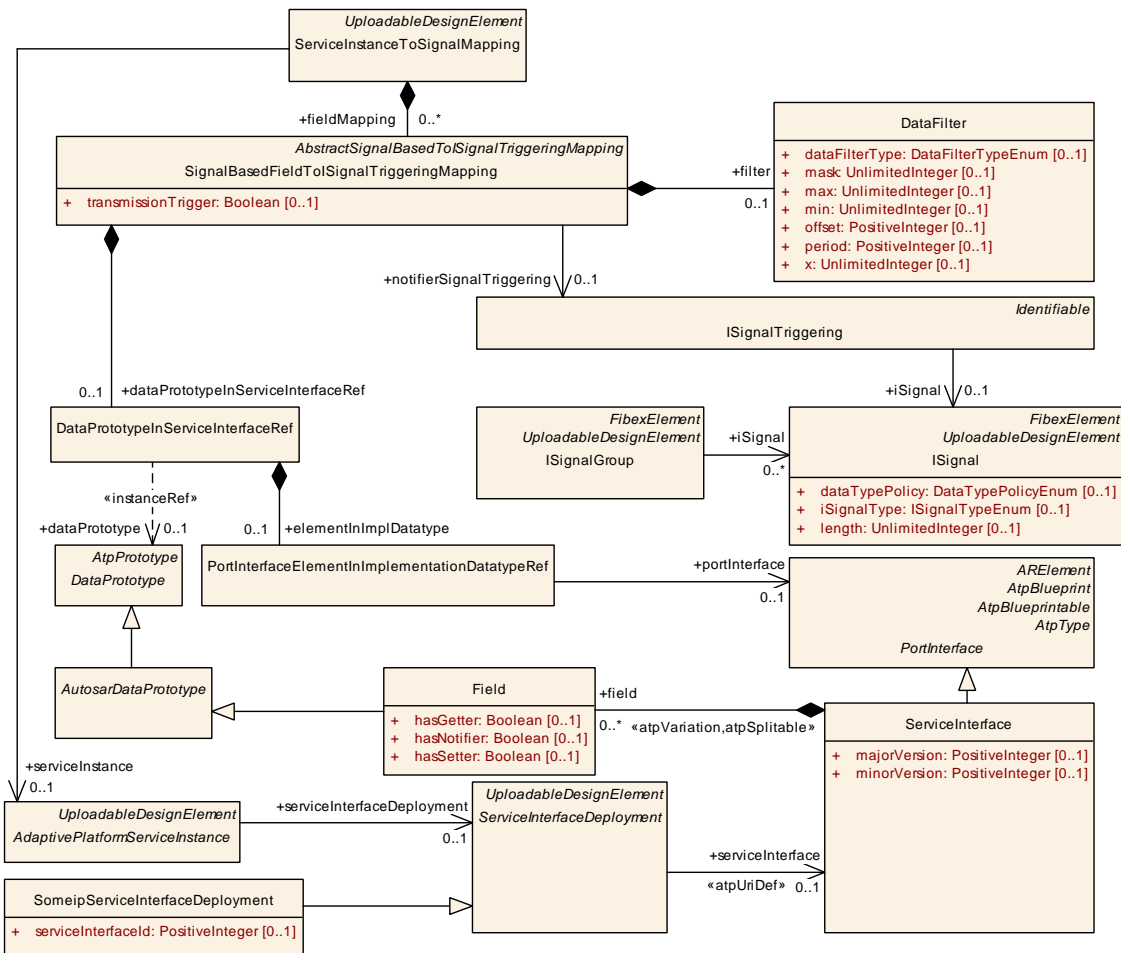 UploadableDesignElement
ServiceInstanceToSignalMapping
+fieldMapping 0..*
AbstractSignalBasedToISignalTriggeringMapping
SignalBasedFieldToISignalTriggeringMapping
+ transmissionTrigger: Boolean [0..1]
+filter
0..1
DataFilter
+ dataFilterType: DataFilterTypeEnum [0..1]
+ mask: UnlimitedInteger [0..1]
+ max: UnlimitedInteger [0..1]
+ min: UnlimitedInteger [0..1]
+ offset: PositiveInteger [0..1]
+ period: PositiveInteger [0..1]
+ x: UnlimitedInteger [0..1]
+notifierSignalTriggering 0..1
Identifiable
ISignalTriggering
+iSignal 0..1
0..1 +dataPrototypeInServiceInterfaceRef
DataPrototypeInServiceInterfaceRef
FibexElement
UploadableDesignElement
ISignalGroup
+iSignal
0..*
FibexElement
UploadableDesignElement
ISignal
+ dataTypePolicy: DataTypePolicyEnum [0..1]
+ iSignalType: ISignalTypeEnum [0..1]
+ length: UnlimitedInteger [0..1]
«instanceRef»
+dataPrototype 0..1
0..1 +elementInImplDatatype
AtpPrototype
DataPrototype
PortInterfaceElementInImplementationDatatypeRef
+portInterface
0..1
ARElement
AtpBlueprint
AtpBlueprintable
AtpType
PortInterface
AutosarDataPrototype
Field
+ hasGetter: Boolean [0..1]
+ hasNotifier: Boolean [0..1]
+ hasSetter: Boolean [0..1]
+field
0..* «atpVariation,atpSplitable»
ServiceInterface
+ majorVersion: PositiveInteger [0..1]
+ minorVersion: PositiveInteger [0..1]
+serviceInstance
0..1
UploadableDesignElement
AdaptivePlatformServiceInstance
+serviceInterfaceDeployment
0..1
UploadableDesignElement
ServiceInterfaceDeployment
+serviceInterface
«atpUriDef» 0..1
SomeipServiceInterfaceDeployment
+ serviceInterfaceId: PositiveInteger [0..1]